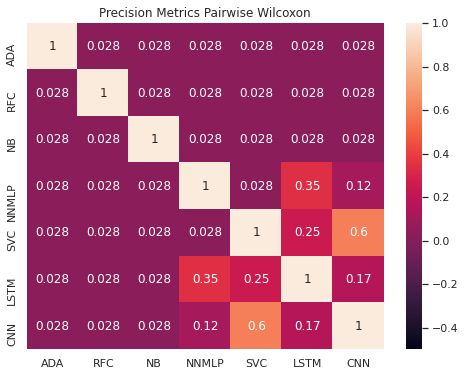 Precision Metrics Pairwise Wilcoxon
ADA 1 0.028 0.028 0.028 0.028 0.028 0.028
RFC 0.028 1 0.028 0.028 0.028 0.028 0.028
NB 0.028 0.028 1 0.028 0.028 0.028 0.028
NNMLP 0.028 0.028 0.028 1 0.028 0.35 0.12
SVC 0.028 0.028 0.028 0.028 1 0.25 0.6
LSTM 0.028 0.028 0.028 0.35 0.25 1 0.17
CNN 0.028 0.028 0.028 0.12 0.6 0.17 1
ADA RFC NB NNMLP SVC LSTM CNN
1.0
0.8
0.6
0.4
0.2
0.0
−0.2
−0.4